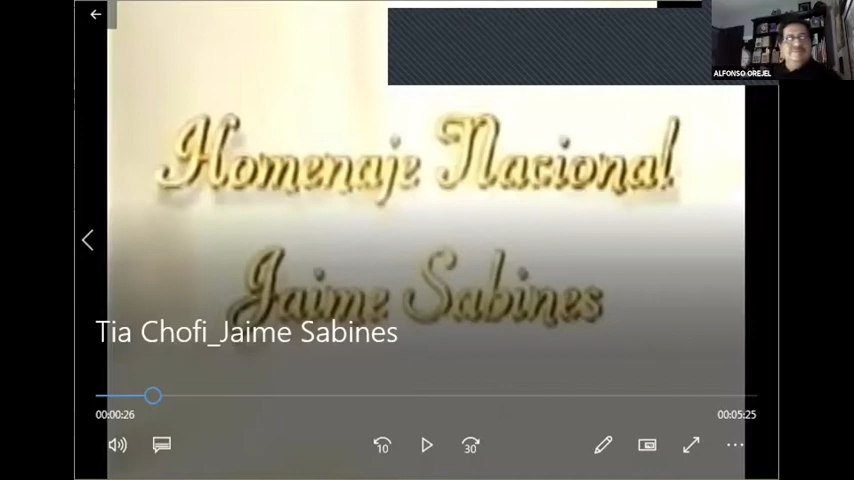 ALFONSO OREJEL
Homenaje Nacional
Jaime Sabines
Tia Chofi_Jaime Sabines
00:00:26
00:05:25
10
30